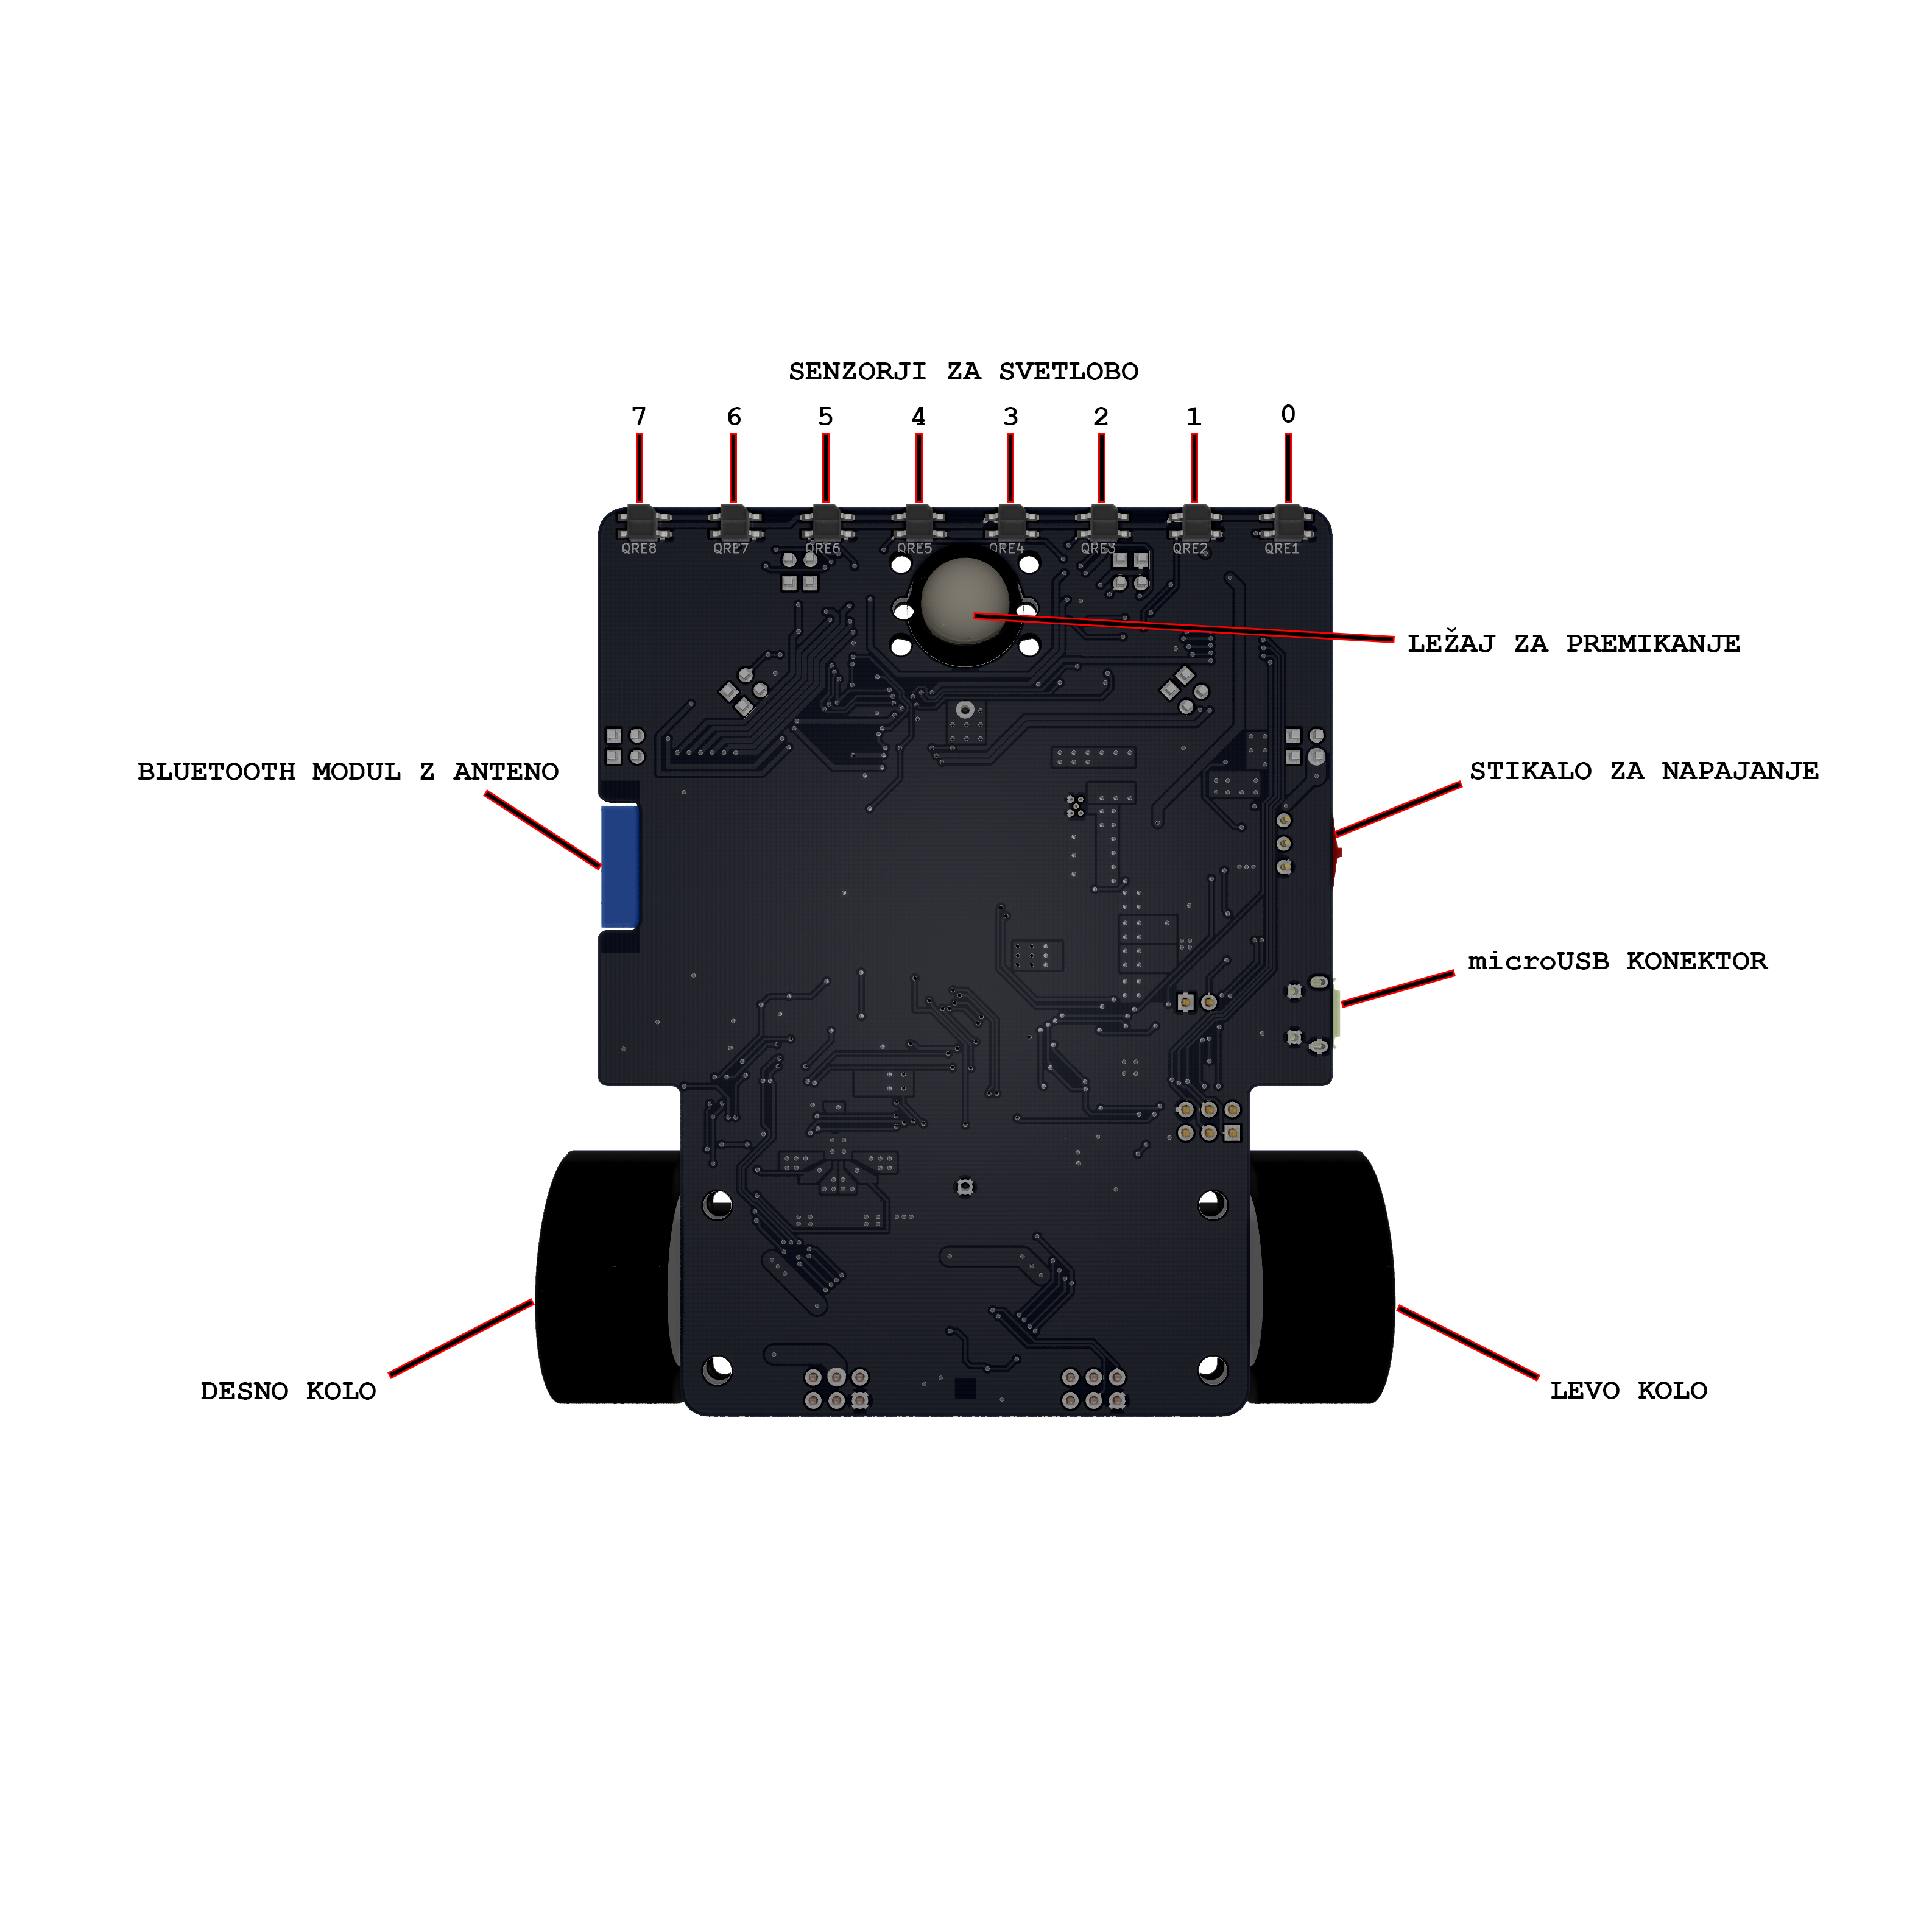 SENZORJI ZA SVETLOBO
7 6 5 4 3 2 1 0
QRE8 QRE7 QRE6 QRE5 QRE4 QRE3 QRE2 QRE1
LEŽAJ ZA PREMIKANJE
BLUETOOTH MODUL Z ANTENO
STIKALO ZA NAPAJANJE
microUSB KONEKTOR
DESNO KOLO
LEVO KOLO